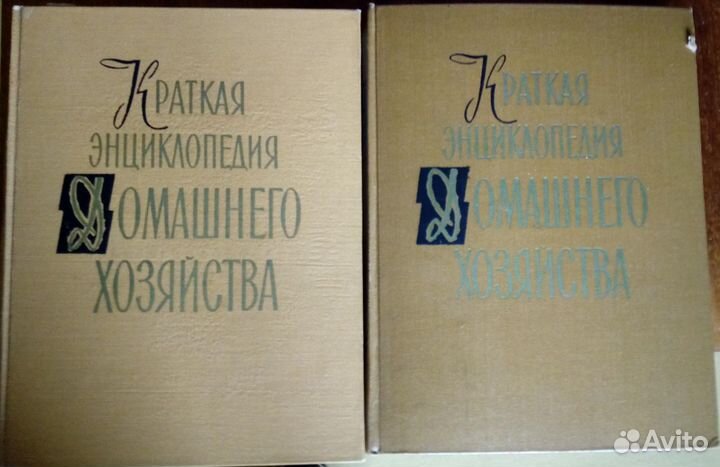 Краткая
энциклопедия
Домашнего
хозяйства
Краткая
энциклопедия
Домашнего
хозяйства
Avito